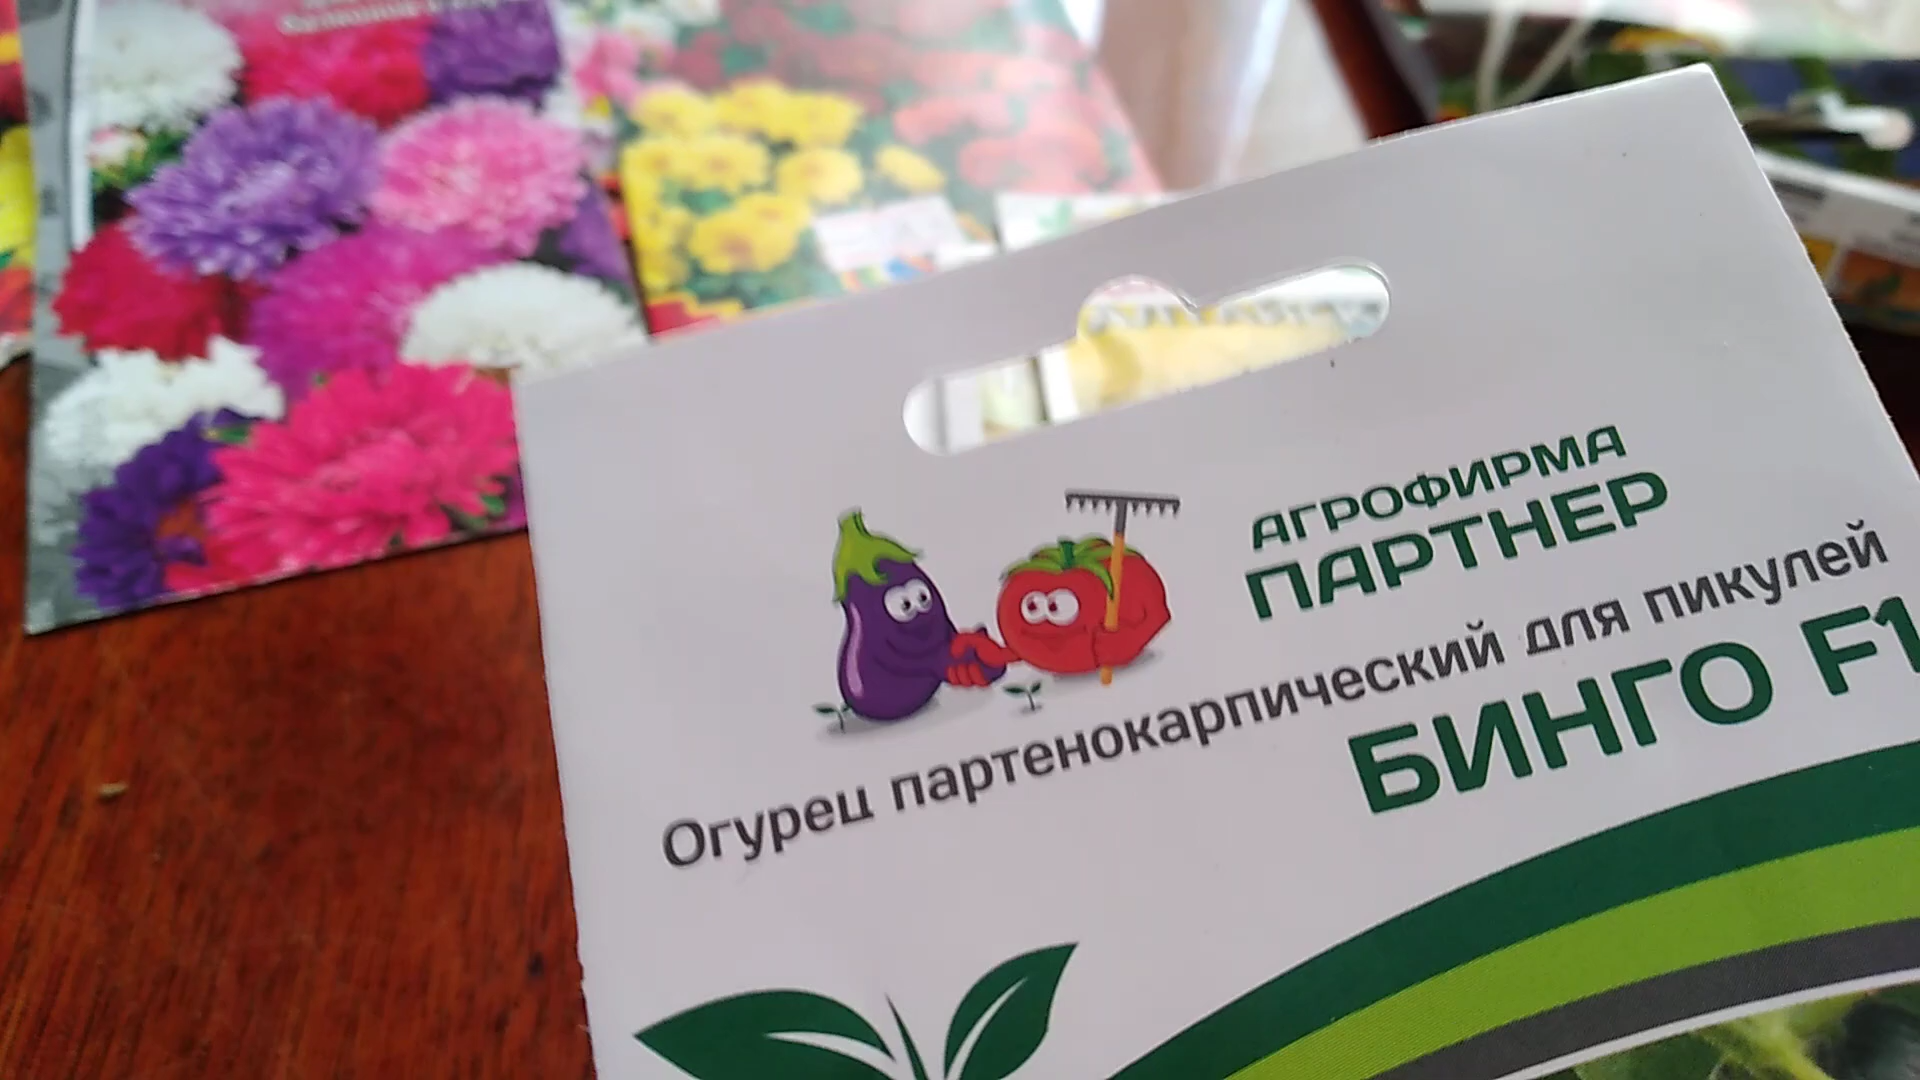 АГРОФИРМА
ПАРТНЕР
Огурец партенокарпический для пикулей
БИНГО F1